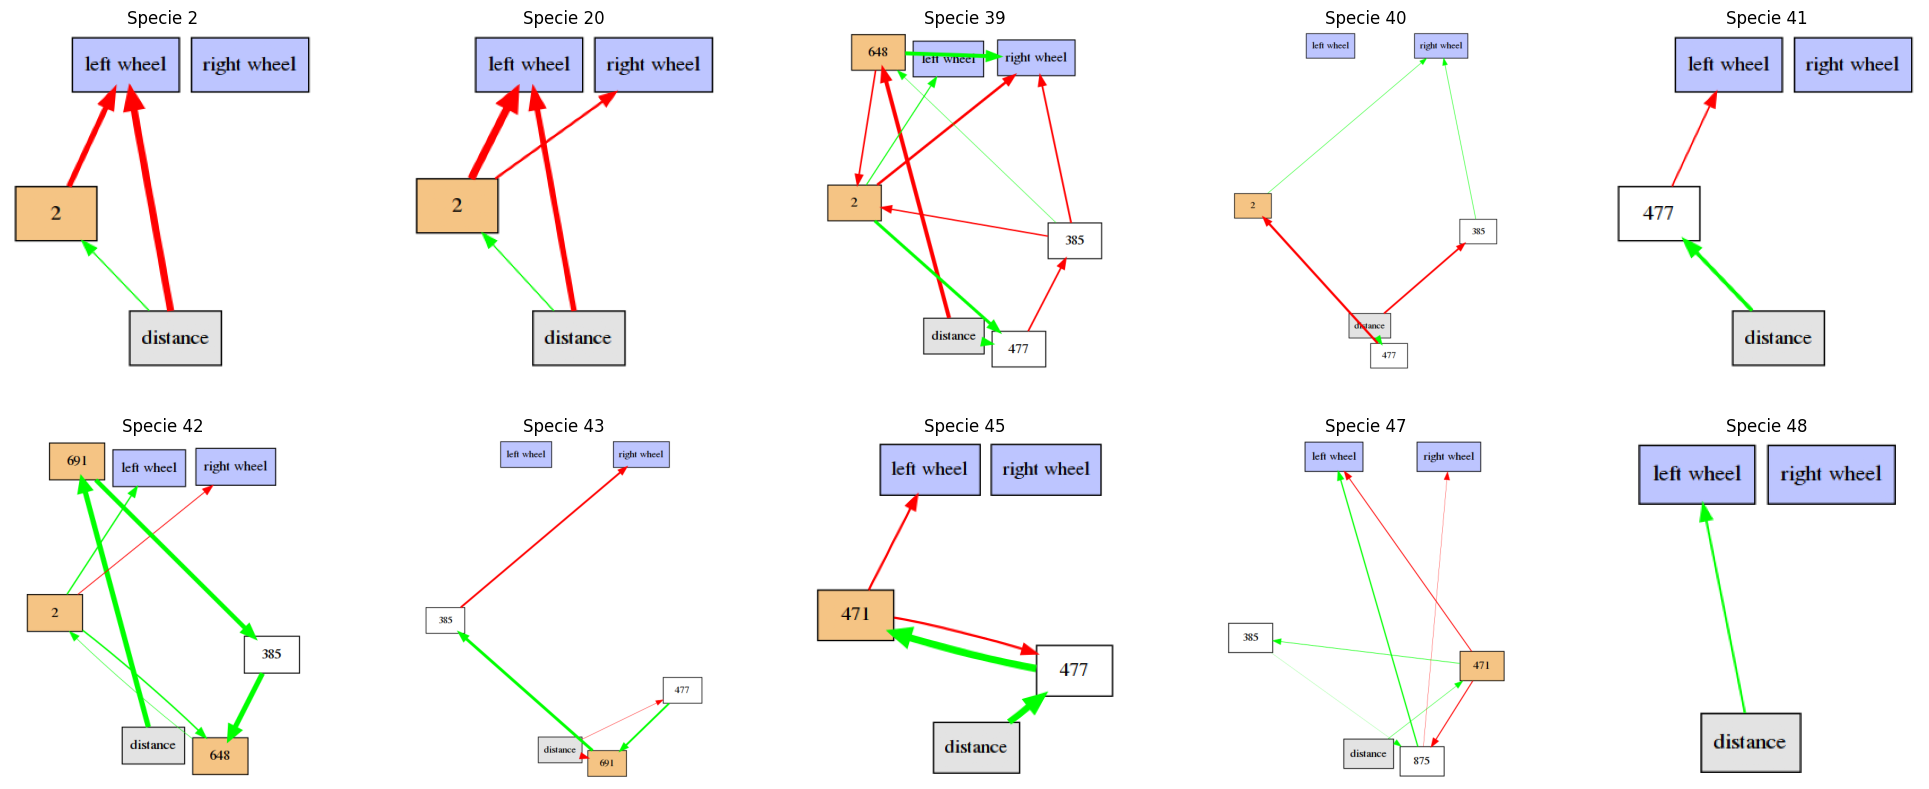 Specie 2
left wheel
right wheel
2
distance
Specie 20
left wheel
right wheel
2
distance
Specie 39
648
left wheel
right wheel
2
385
distance
477
Specie 40
left wheel
right wheel
2
385
distance
477
Specie 41
left wheel
right wheel
477
distance
Specie 42
691
left wheel
right wheel
2
385
distance
648
Specie 43
left wheel
right wheel
385
477
distance
691
Specie 45
left wheel
right wheel
471
477
distance
Specie 47
left wheel
right wheel
385
471
distance
875
Specie 48
left wheel
right wheel
distance